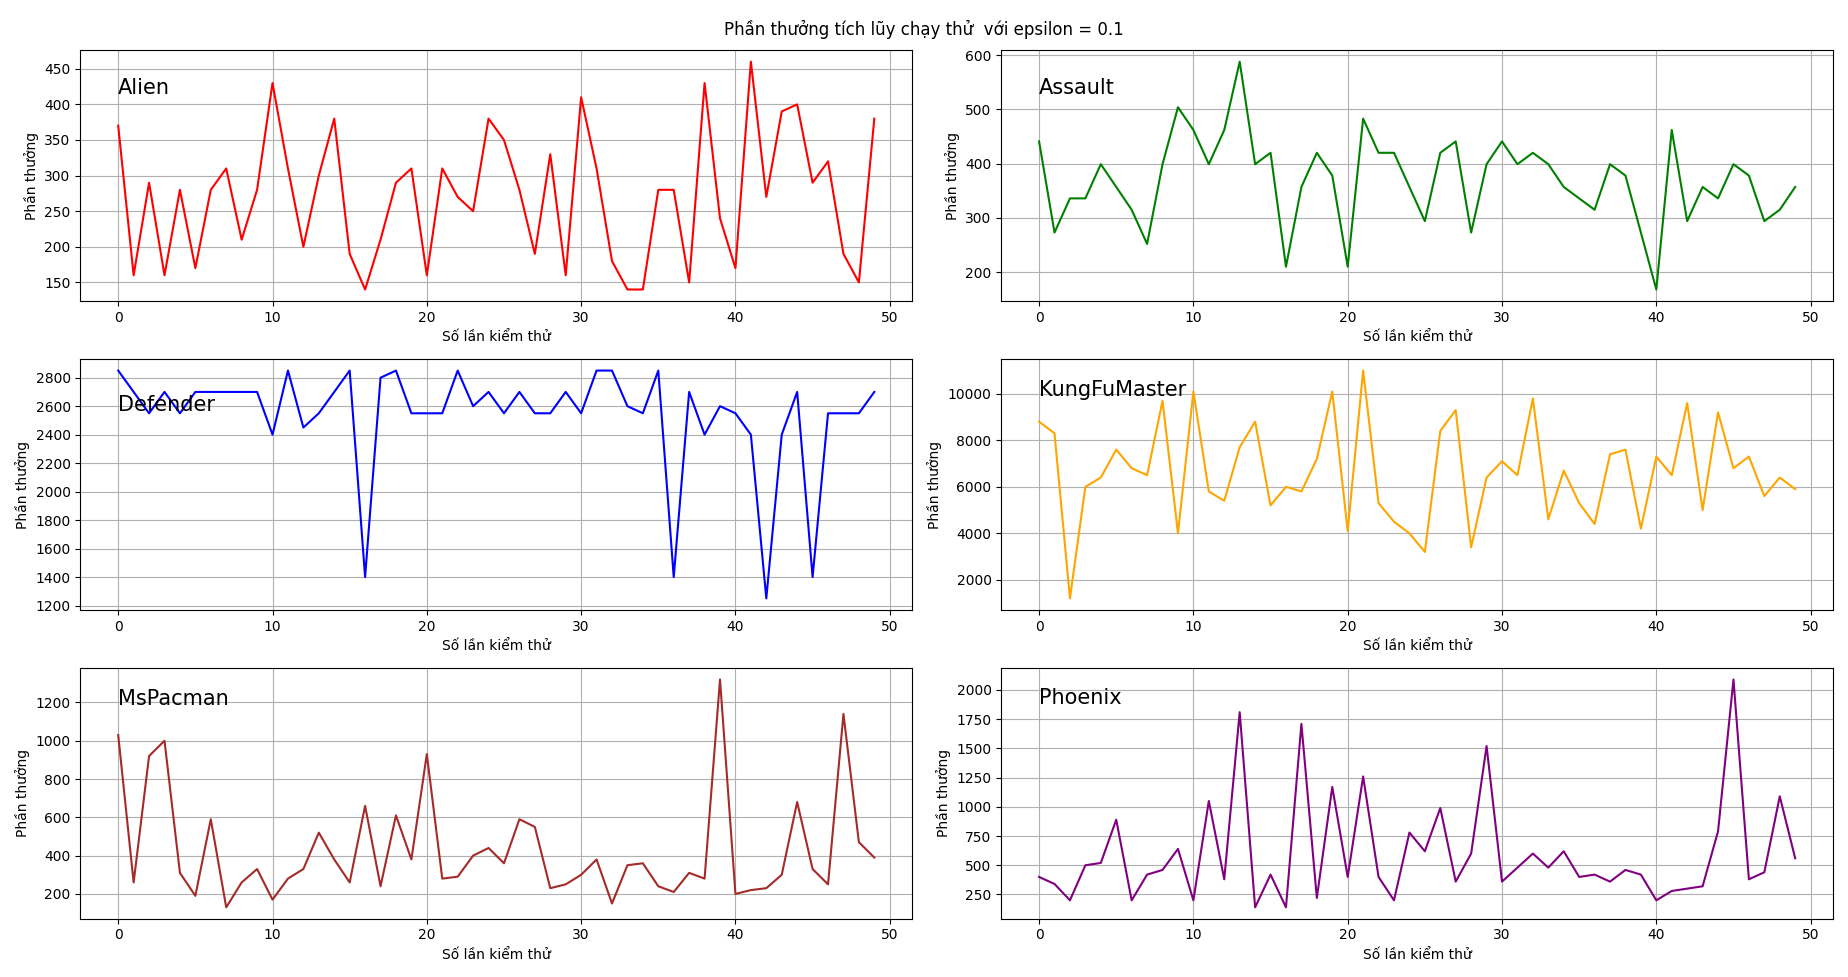 Phần thưởng tích lũy chạy thử  với epsilon = 0.1
Alien
Phần thưởng
450
400
350
300
250
200
150
0 10 20 30 40 50
Số lần kiểm thử
Assault
Phần thưởng
600
500
400
300
200
0 10 20 30 40 50
Số lần kiểm thử
Defender
Phần thưởng
2800
2600
2400
2200
2000
1800
1600
1400
1200
0 10 20 30 40 50
Số lần kiểm thử
KungFuMaster
Phần thưởng
10000
8000
6000
4000
2000
0 10 20 30 40 50
Số lần kiểm thử
MsPacman
Phần thưởng
1200
1000
800
600
400
200
0 10 20 30 40 50
Số lần kiểm thử
Phoenix
Phần thưởng
2000
1750
1500
1250
1000
750
500
250
0 10 20 30 40 50
Số lần kiểm thử